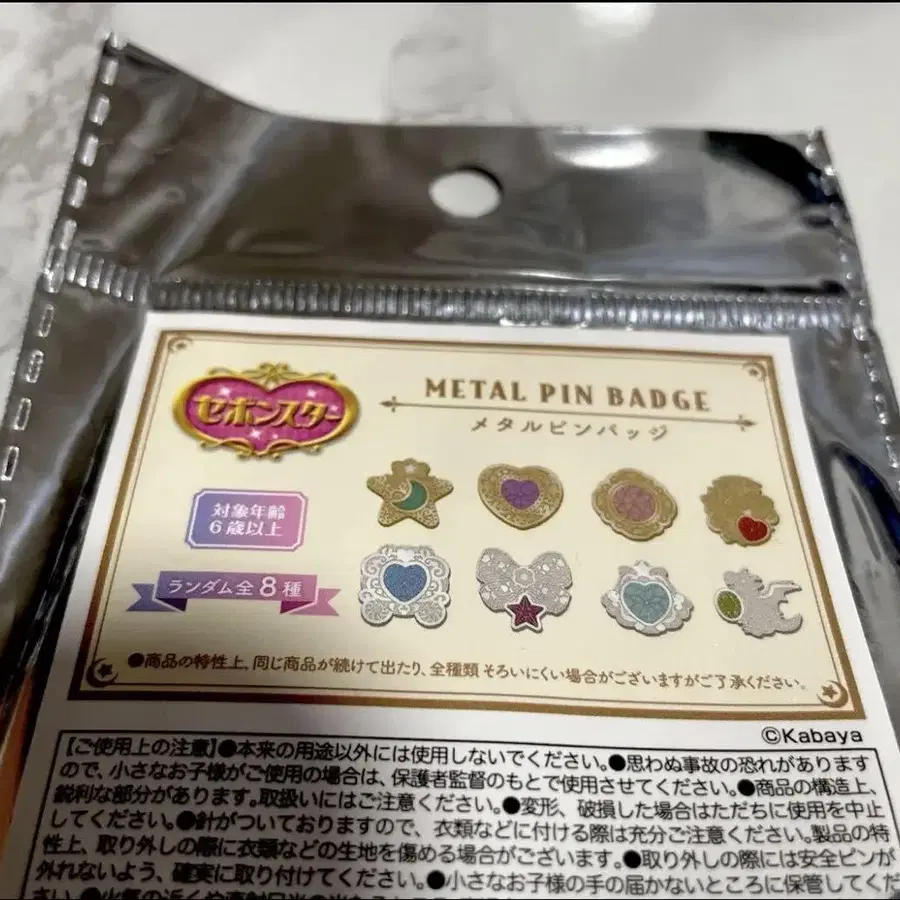 セボンスター
METAL PIN BADGE
メタルピンバッジ
対象年齢
6歳以上
ランダム全8種
●商品の特性上、同じ商品が続けて出たり、全種類そろいにくい場合がございますがご了承ください。
©Kabaya
【ご使用上の注意】●本来の用途以外には使用しないでください。●思わぬ事故の恐れがあります
ので、小さなお子様がご使用の場合は、保護者監督のもとで使用させてください。●商品の構造上、
鋭利な部分があります。取扱いにはご注意ください。●変形、破損した場合はただちに使用を中止
してください。●針がついておりますので、衣類などに付ける際は充分ご注意ください。製品の特
性上、取り外しの際に衣類などの生地を傷める場合がございます。●取り外しの際には安全ピンが
外れないよう、確実に取り付けてください。●小さなお子様の手の届かないところに保管してくだ